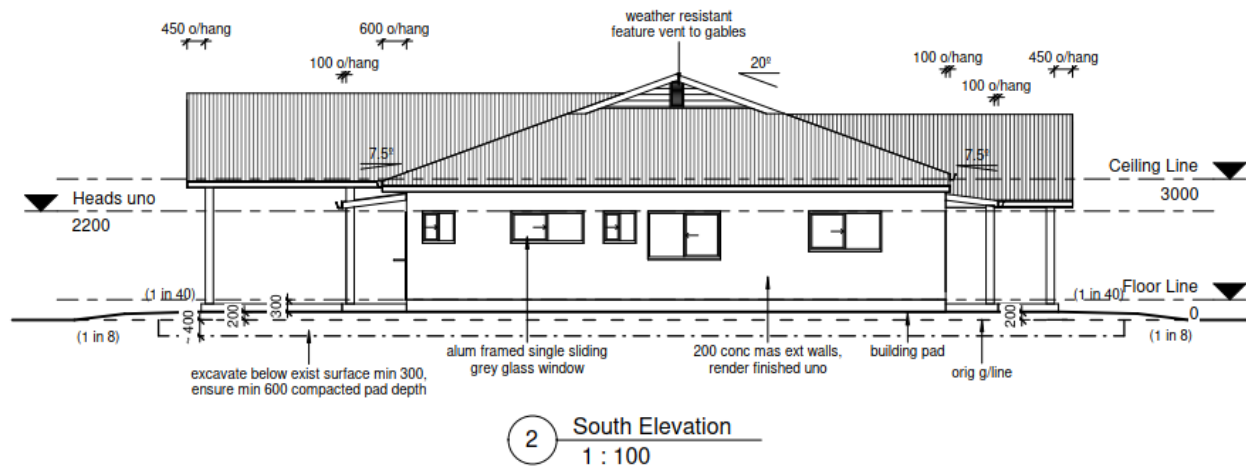 weather resistant
feature vent to gables
450 o/hang
600 o/hang
100 o/hang
20º
100 o/hang
450 o/hang
100 o/hang
7.5º
7.5º
Ceiling Line
3000
Heads uno
2200
Floor Line
0
(1 in 40)
(1 in 40)
400
200
300
200
(1 in 8)
(1 in 8)
excavate below exist surface min 300,
ensure min 600 compacted pad depth
alum framed single sliding
grey glass window
200 conc mas ext walls,
render finished uno
building pad
orig g/line
2
South Elevation
1 : 100